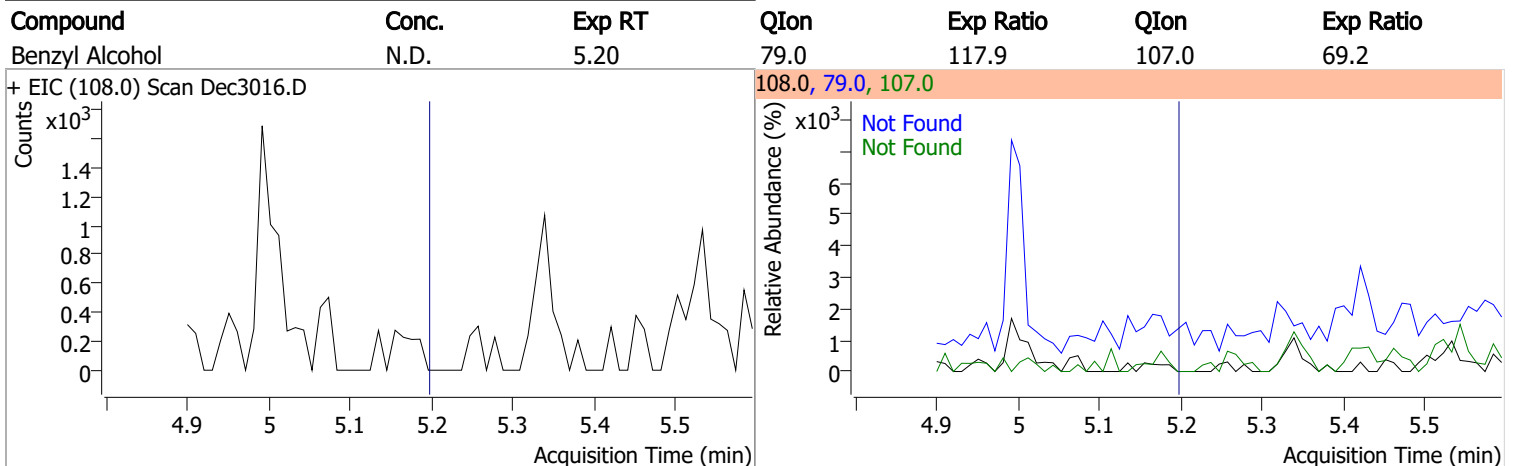 Compound Conc. Exp RT QIon Exp Ratio QIon Exp Ratio
Benzyl Alcohol N.D. 5.20 79.0 117.9 107.0 69.2
+ EIC (108.0) Scan Dec3016.D
Counts
x10³
1.4
1.2
1
0.8
0.6
0.4
0.2
0
4.9 5 5.1 5.2 5.3 5.4 5.5
Acquisition Time (min)
108.0, 79.0, 107.0
Relative Abundance (%)
x10³
Not Found
Not Found
6
5
4
3
2
1
0
4.9 5 5.1 5.2 5.3 5.4 5.5
Acquisition Time (min)